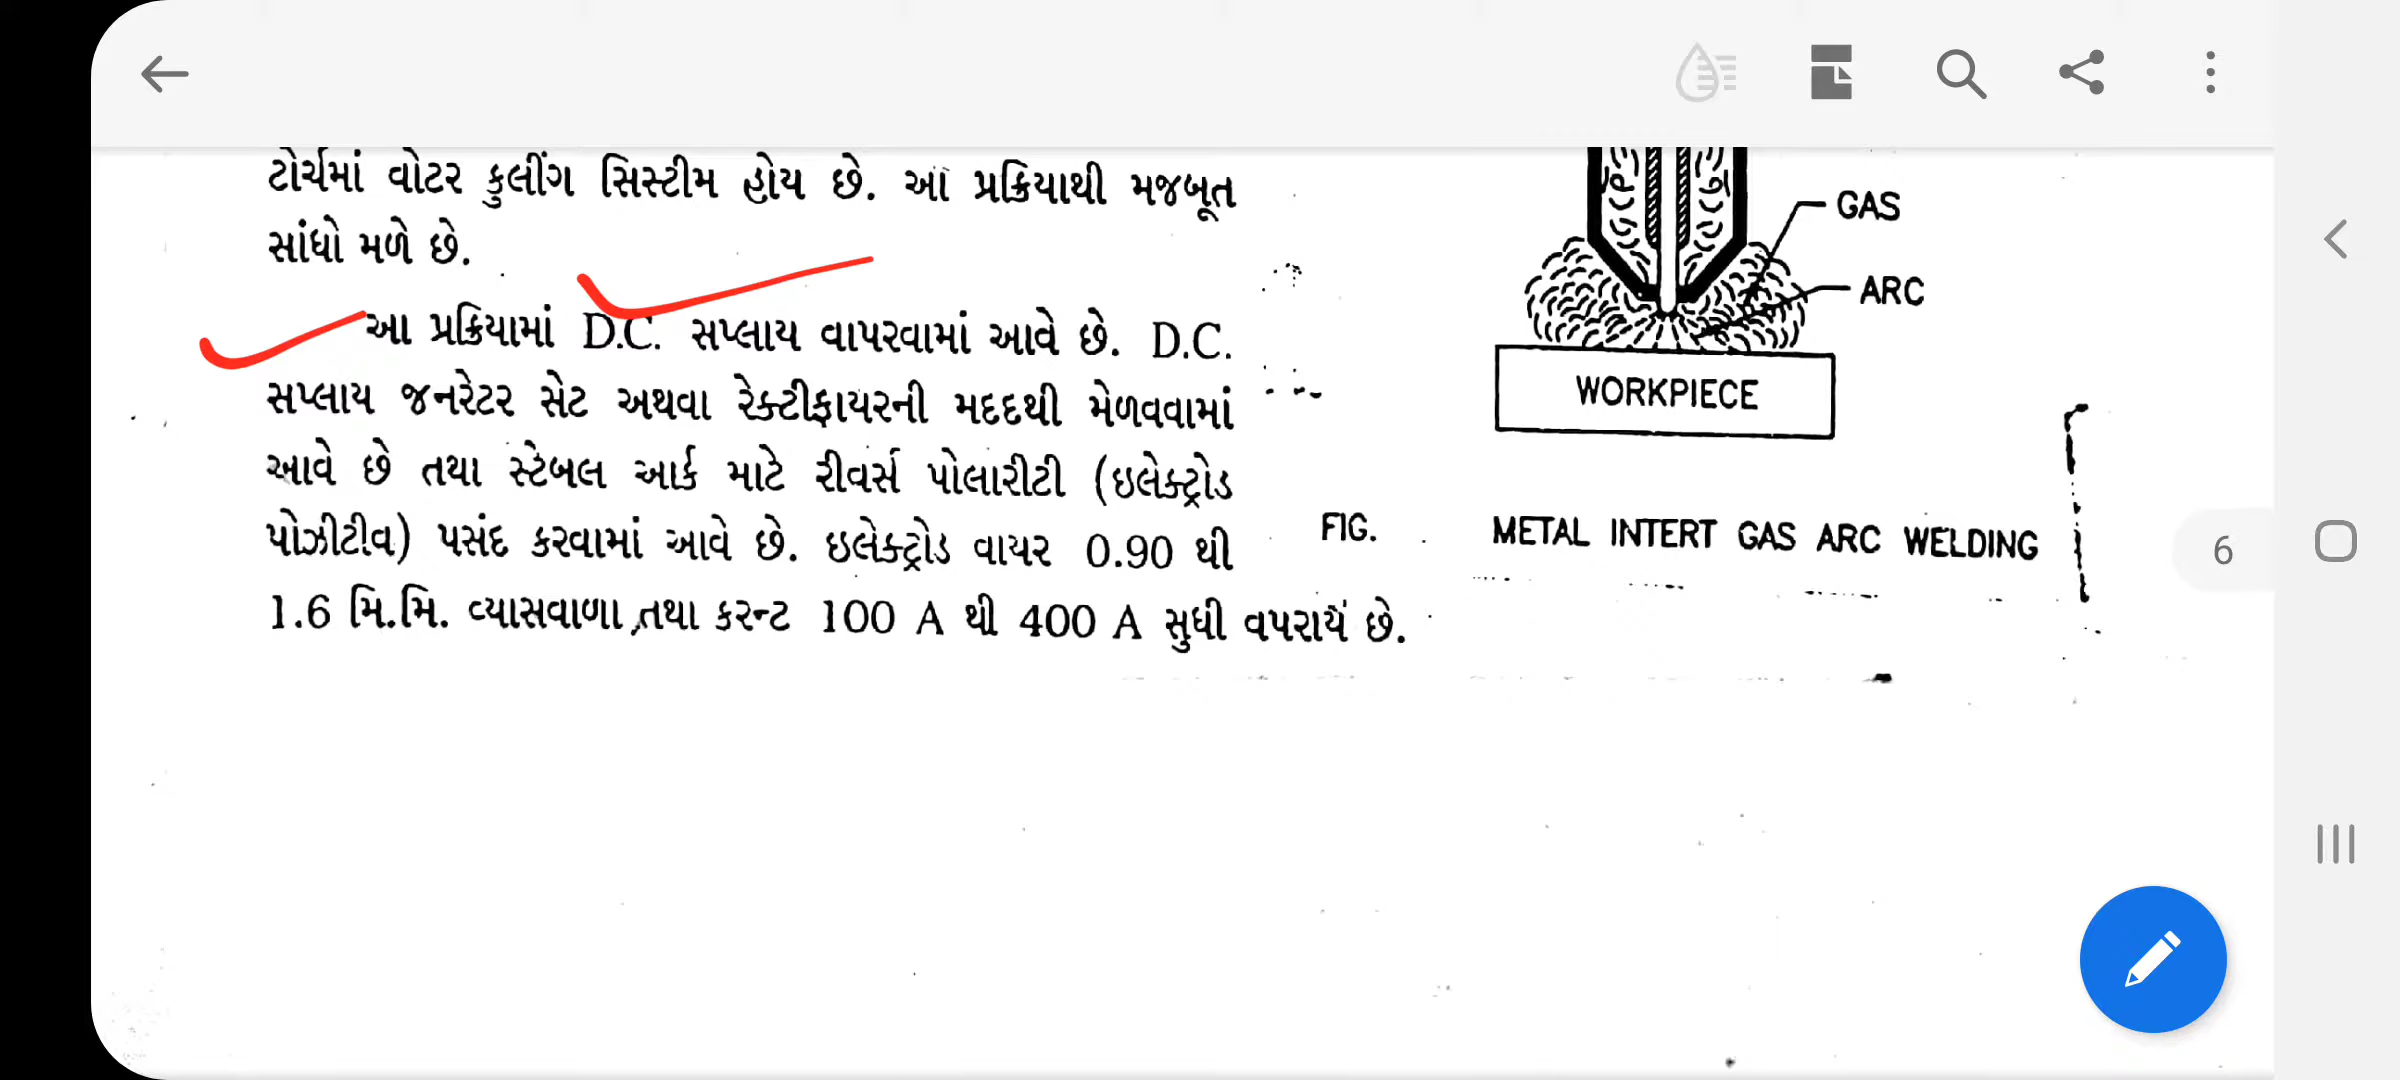 ટોર્ચમાં વોટર કુલીંગ સિસ્ટીમ હોય છે. આ પ્રક્રિયાથી મજબૂત
સાંધો મળે છે.
આ પ્રક્રિયામાં D.C. સપ્લાય વાપરવામાં આવે છે. D.C.
સપ્લાય જનરેટર સેટ અથવા રેક્ટીફાયરની મદદથી મેળવવામાં
આવે છે તથા સ્ટેબલ આર્ક માટે રીવર્સ પોલારીટી (ઇલેક્ટ્રોડ
પોઝીટીવ) પસંદ કરવામાં આવે છે. ઇલેક્ટ્રોડ વાયર 0.90 થી
1.6 મિ.મિ. વ્યાસવાળા તથા કરન્ટ 100 A થી 400 A સુધી વપરાય છે.
GAS
ARC
WORKPIECE
FIG. METAL INTERT GAS ARC WELDING
6